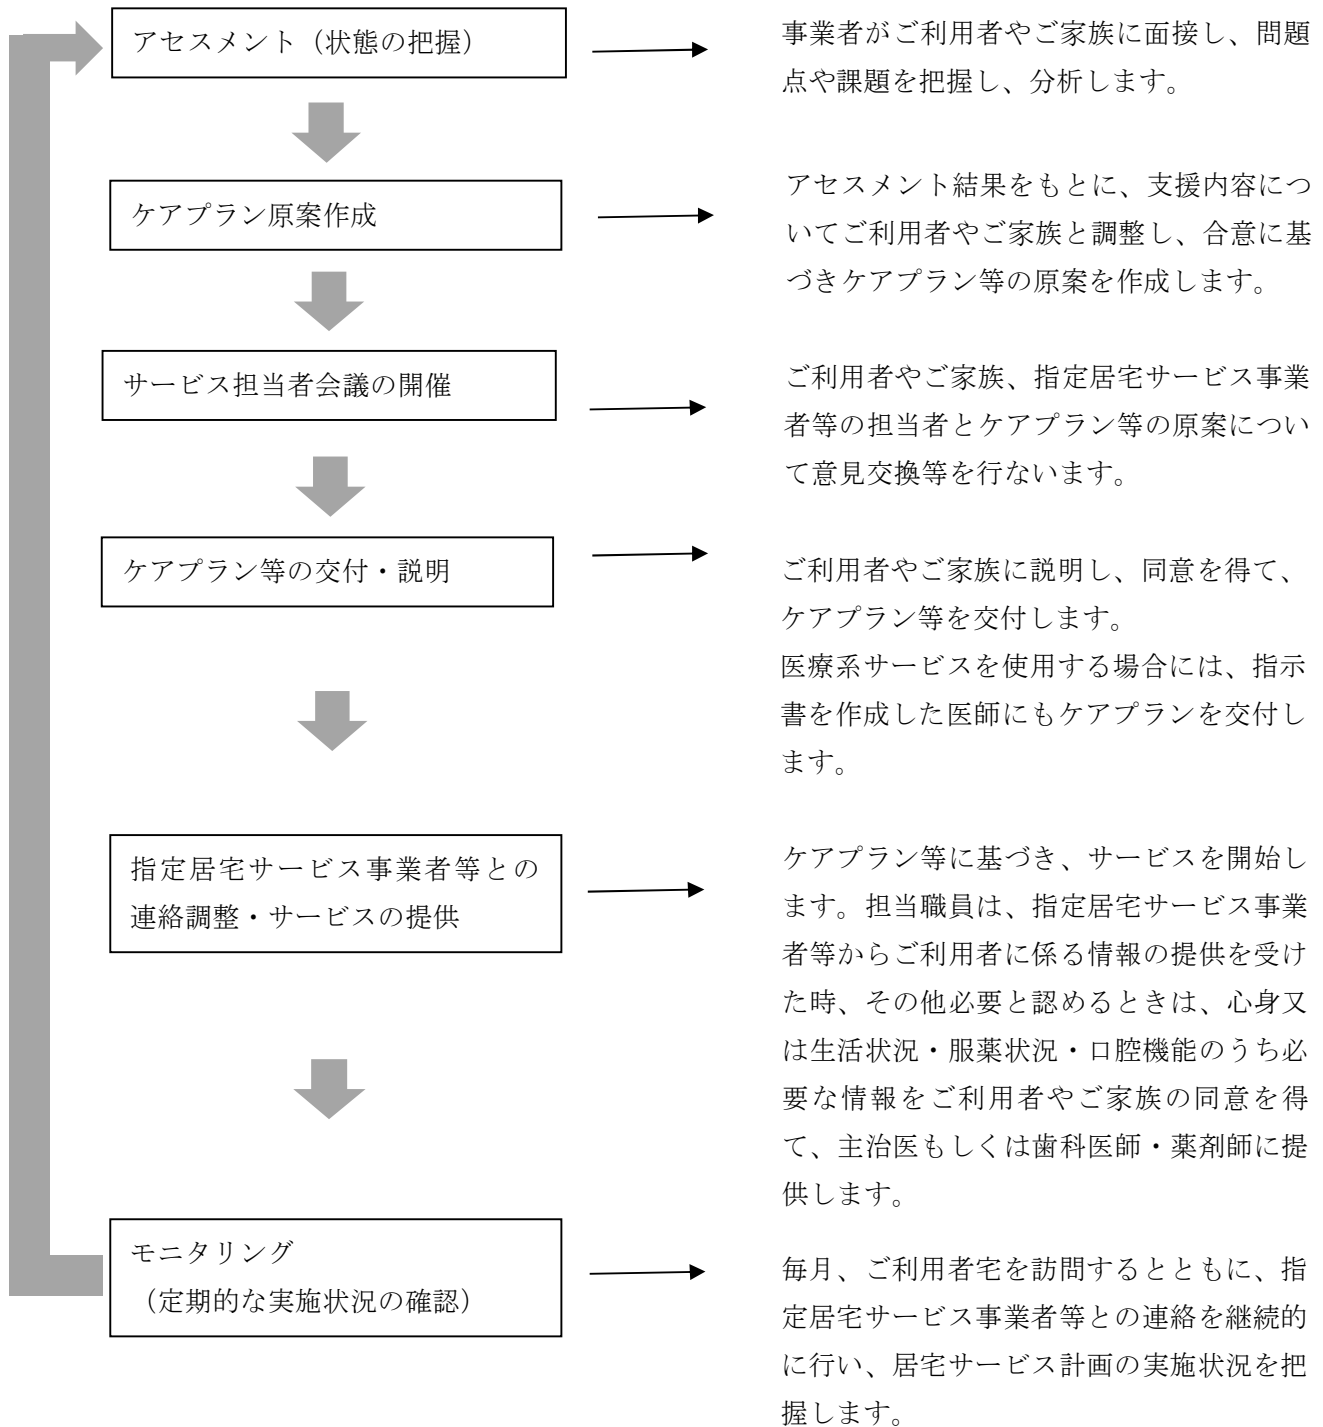 アセスメント（状態の把握）
事業者がご利用者やご家族に面接し、問題
点や課題を把握し、分析します。
ケアプラン原案作成
アセスメント結果をもとに、支援内容につ
いてご利用者やご家族と調整し、合意に基
づきケアプラン等の原案を作成します。
サービス担当者会議の開催
ご利用者やご家族、指定居宅サービス事業
者等の担当者とケアプラン等の原案につい
て意見交換等を行ないます。
ケアプラン等の交付・説明
ご利用者やご家族に説明し、同意を得て、
ケアプラン等を交付します。
医療系サービスを使用する場合には、指示
書を作成した医師にもケアプランを交付し
ます。
指定居宅サービス事業者等との
連絡調整・サービスの提供
ケアプラン等に基づき、サービスを開始し
ます。担当職員は、指定居宅サービス事業
者等からご利用者に係る情報の提供を受け
た時、その他必要と認めるときは、心身又
は生活状況・服薬状況・口腔機能のうち必
要な情報をご利用者やご家族の同意を得
て、主治医もしくは歯科医師・薬剤師に提
供します。
モニタリング
（定期的な実施状況の確認）
毎月、ご利用者宅を訪問するとともに、指
定居宅サービス事業者等との連絡を継続的
に行い、居宅サービス計画の実施状況を把
握します。